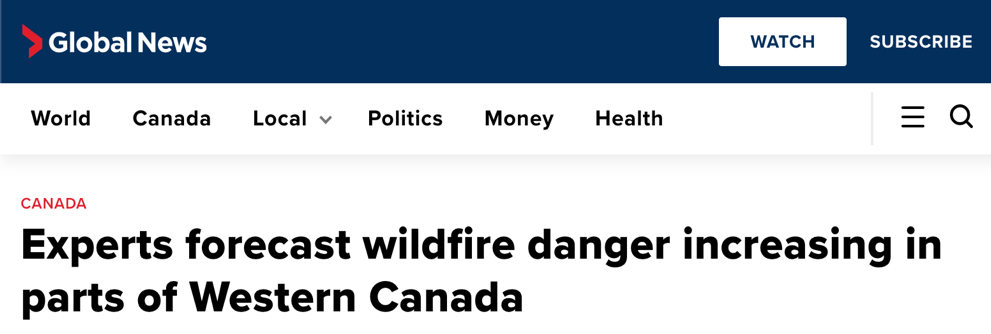 Global News
WATCH
SUBSCRIBE
World
Canada
Local
Politics
Money
Health
CANADA
Experts forecast wildfire danger increasing in
parts of Western Canada